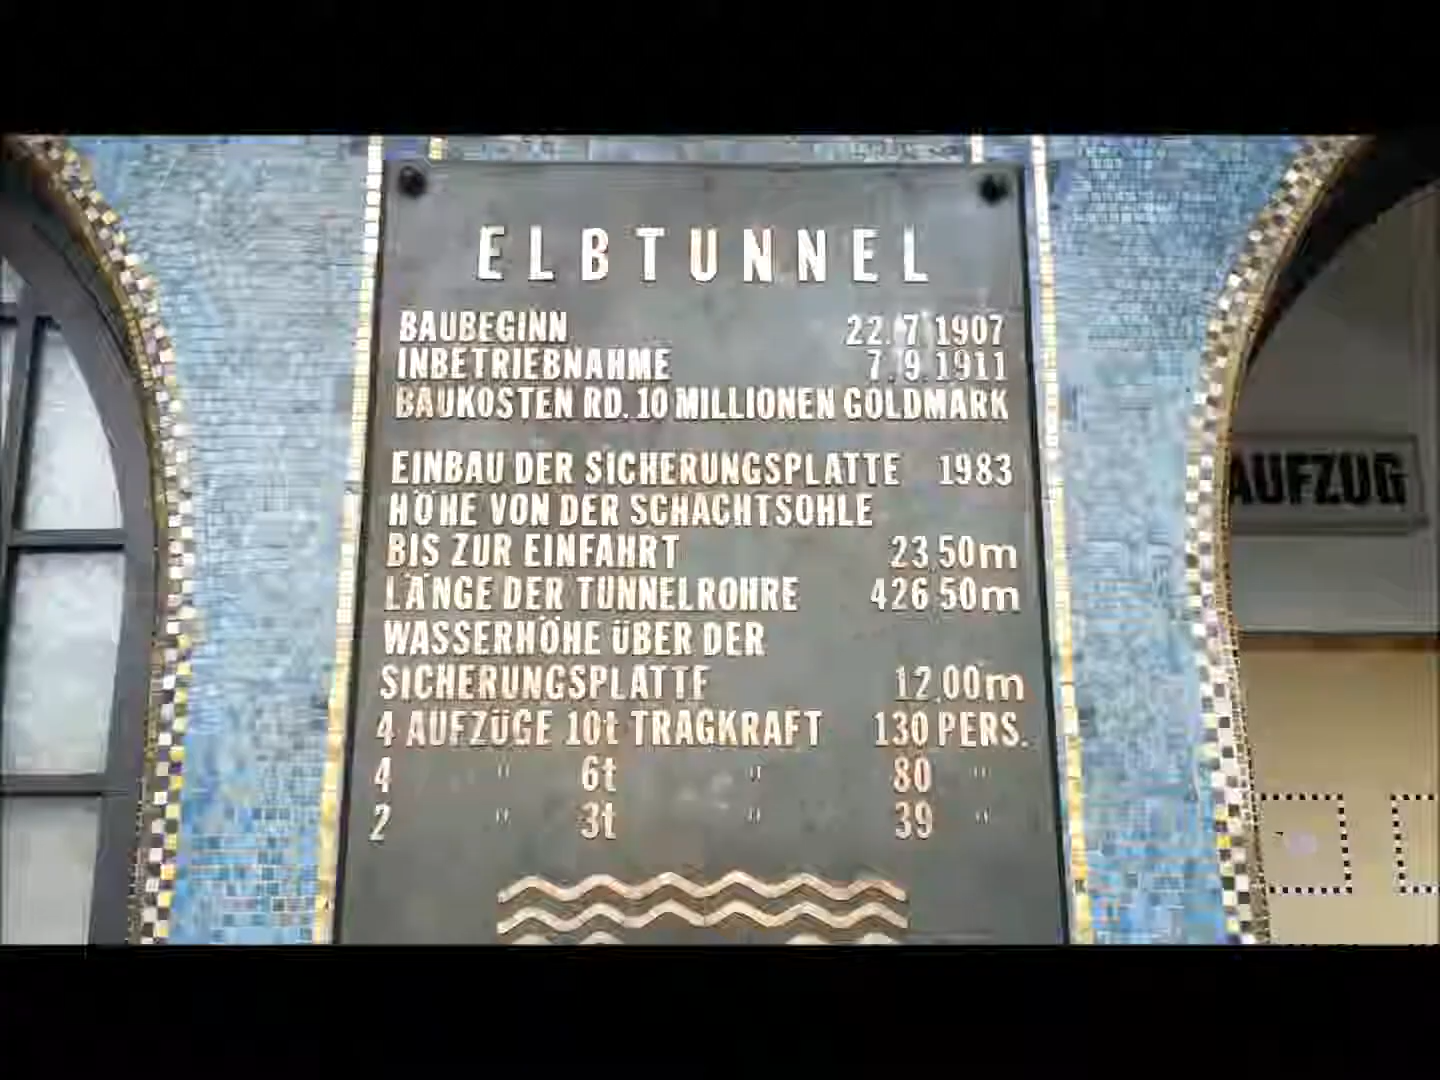 ELBTUNNEL
BAUBEGINN 22.7.1907
INBETRIEBNAHME 7.9.1911
BAUKOSTEN RD. 10 MILLIONEN GOLDMARK
EINBAU DER SICHERUNGSPLATTE 1983
HÖHE VON DER SCHACHTSOHLE
BIS ZUR EINFAHRT 23,50m
LÄNGE DER TUNNELROHRE 426,50m
WASSERHÖHE ÜBER DER
SICHERUNGSPLATTE 12,00m
4 AUFZÜGE 10t TRAGKRAFT 130 PERS.
4 " 6t " 80 "
2 " 3t " 39 "
AUFZUG